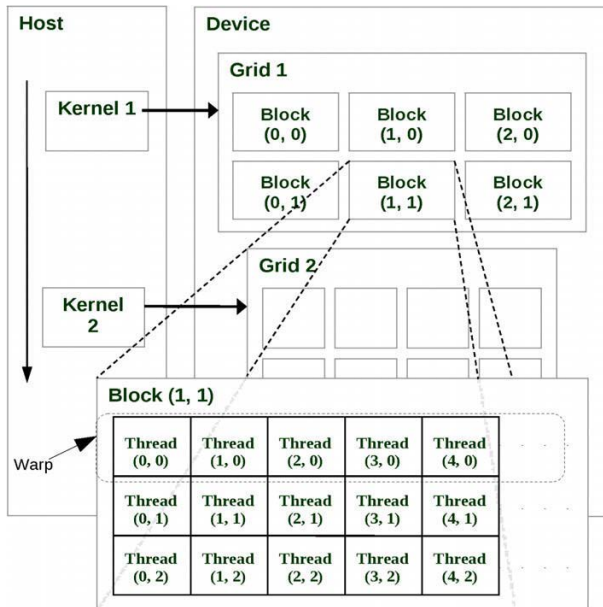 Host
Device
Grid 1
Kernel 1
Block
(0, 0)
Block
(1, 0)
Block
(2, 0)
Block
(0, 1)
Block
(1, 1)
Block
(2, 1)
Grid 2
Kernel
2
Block (1, 1)
Warp
Thread
(0, 0)
Thread
(1, 0)
Thread
(2, 0)
Thread
(3, 0)
Thread
(4, 0)
Thread
(0, 1)
Thread
(1, 1)
Thread
(2, 1)
Thread
(3, 1)
Thread
(4, 1)
Thread
(0, 2)
Thread
(1, 2)
Thread
(2, 2)
Thread
(3, 2)
Thread
(4, 2)